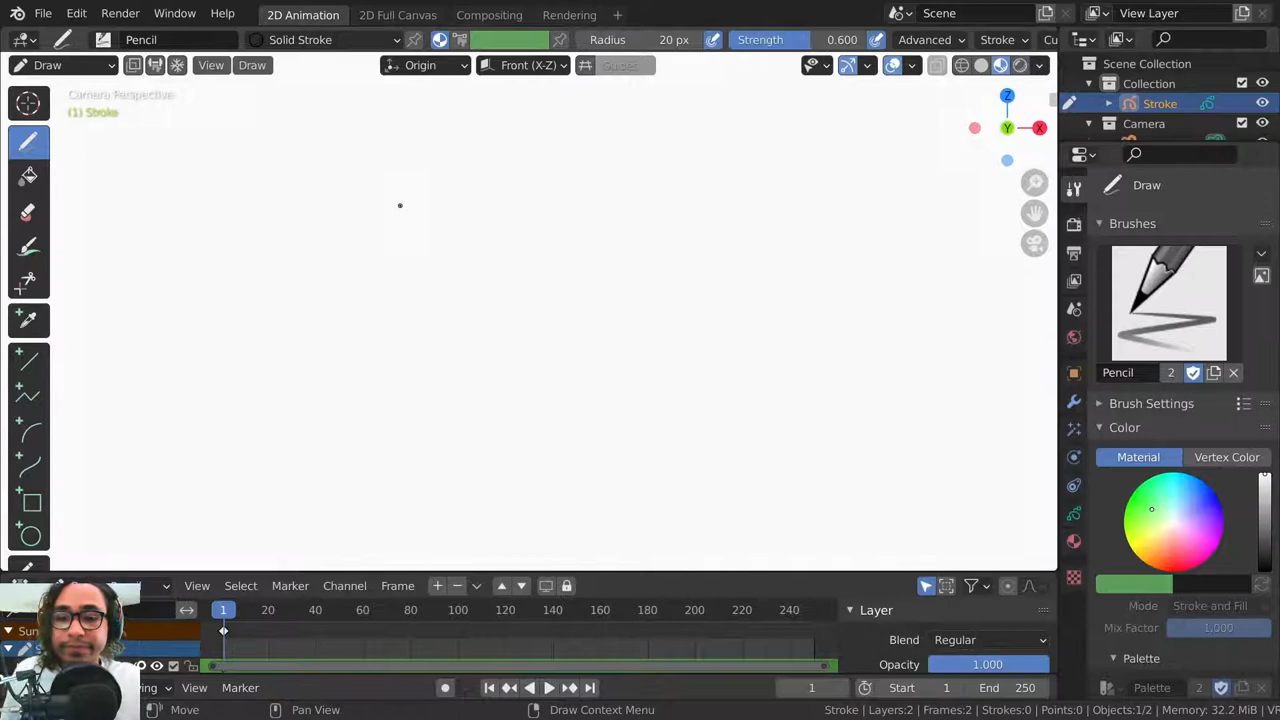 File Edit Render Window Help 2D Animation 2D Full Canvas Compositing Rendering + Scene View Layer
Pencil Solid Stroke Radius 20 px Strength 0.600 Advanced Stroke Cu
Draw View Draw Origin Front (X-Z) Guides
Scene Collection
Collection
Stroke
Camera
Camera Perspective
(1) Stroke
Z
Y X
Draw
Brushes
Pencil 2
Brush Settings
Color
Material Vertex Color
Mode Stroke and Fill
Mix Factor 1.000
Palette
Palette 2
View Select Marker Channel Frame
1 20 40 60 80 100 120 140 160 180 200 220 240
Sun
Layer
Blend Regular
Opacity 1.000
View Marker 1 Start 1 End 250
Move Pan View Draw Context Menu Stroke | Layers:2 | Frames:2 | Strokes:0 | Points:0 | Objects:1/2 | Memory: 32.2 MiB | VR